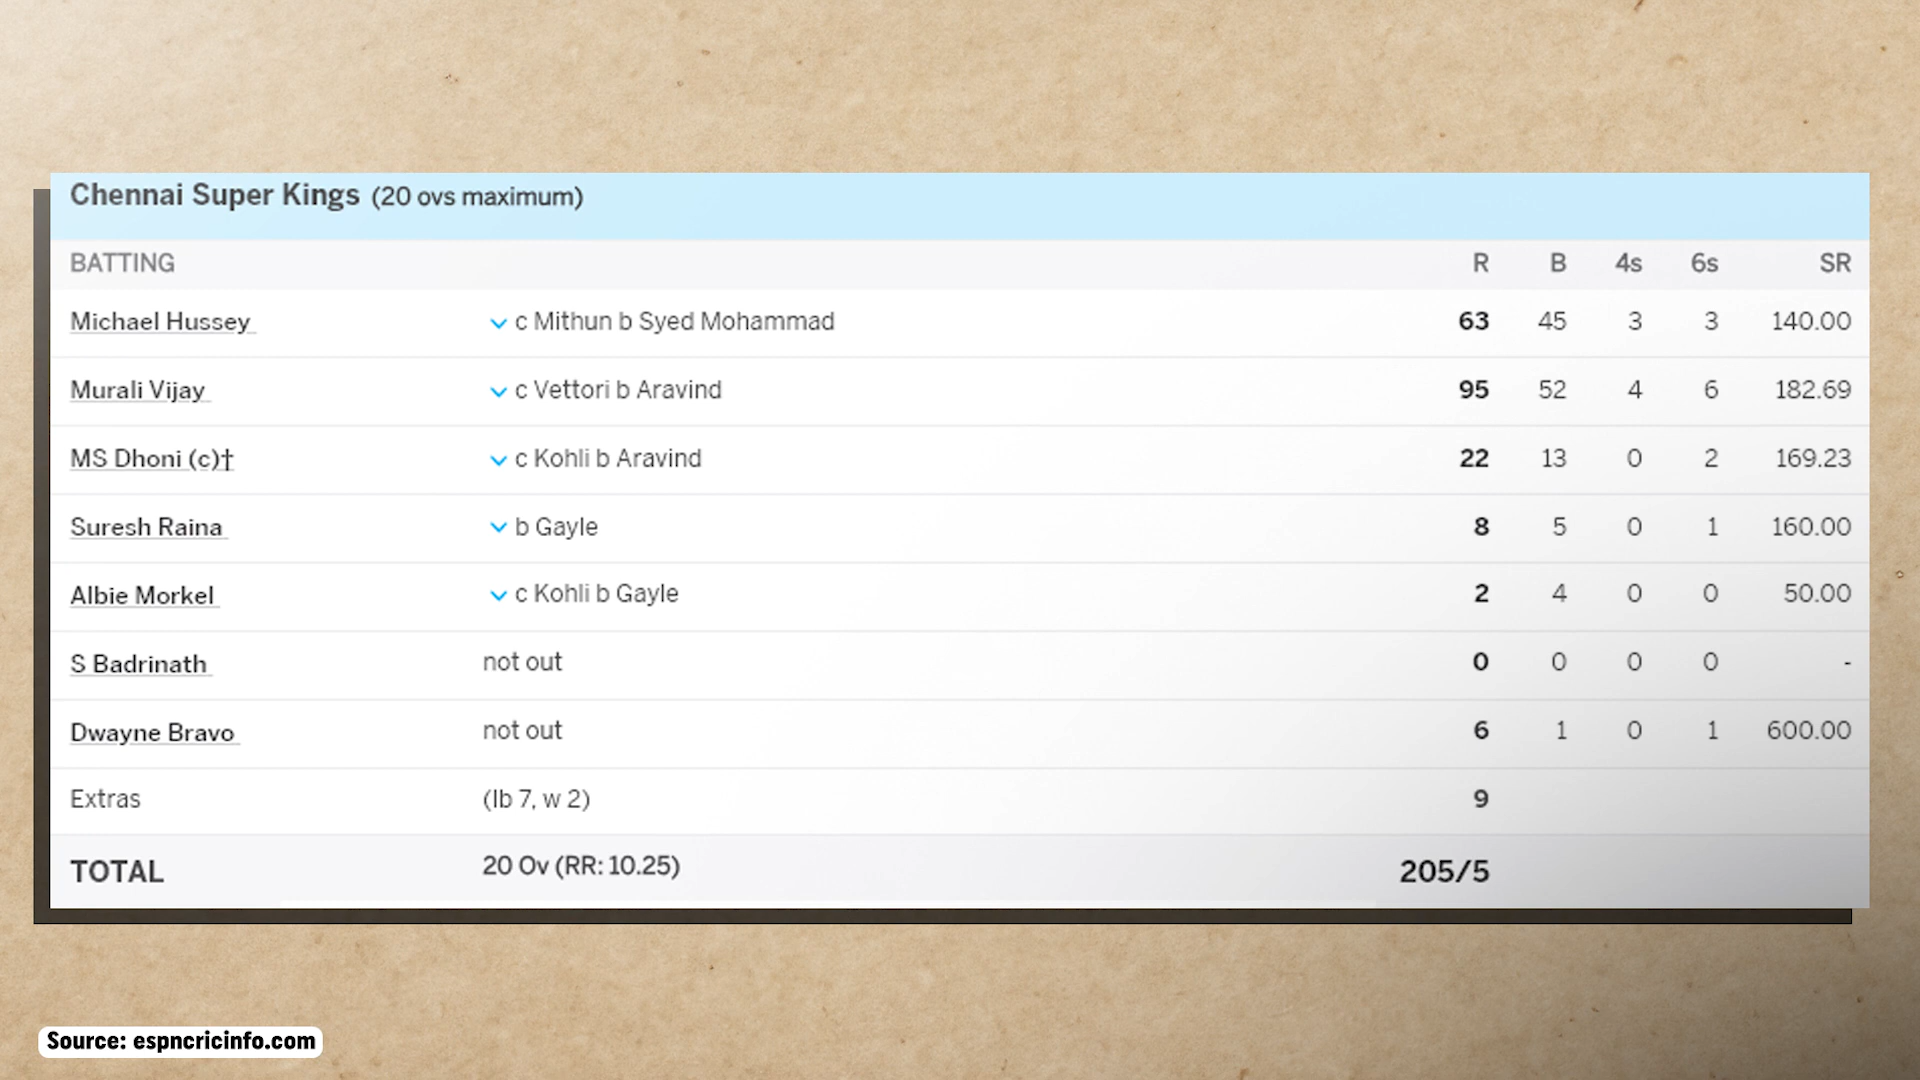 Chennai Super Kings (20 ovs maximum)
BATTING R B 4s 6s SR
Michael Hussey c Mithun b Syed Mohammad 63 45 3 3 140.00
Murali Vijay c Vettori b Aravind 95 52 4 6 182.69
MS Dhoni (c)† c Kohli b Aravind 22 13 0 2 169.23
Suresh Raina b Gayle 8 5 0 1 160.00
Albie Morkel c Kohli b Gayle 2 4 0 0 50.00
S Badrinath not out 0 0 0 0 -
Dwayne Bravo not out 6 1 0 1 600.00
Extras (lb 7, w 2) 9
TOTAL 20 Ov (RR: 10.25) 205/5
Source: espncricinfo.com